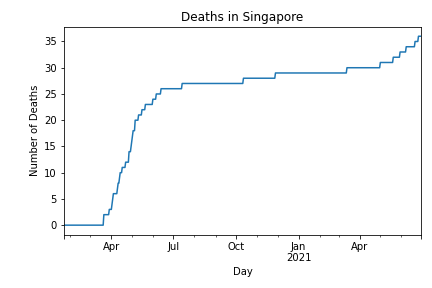 Deaths in Singapore
Number of Deaths
35
30
25
20
15
10
5
0
Apr
Jul
Oct
Jan
2021
Apr
Day